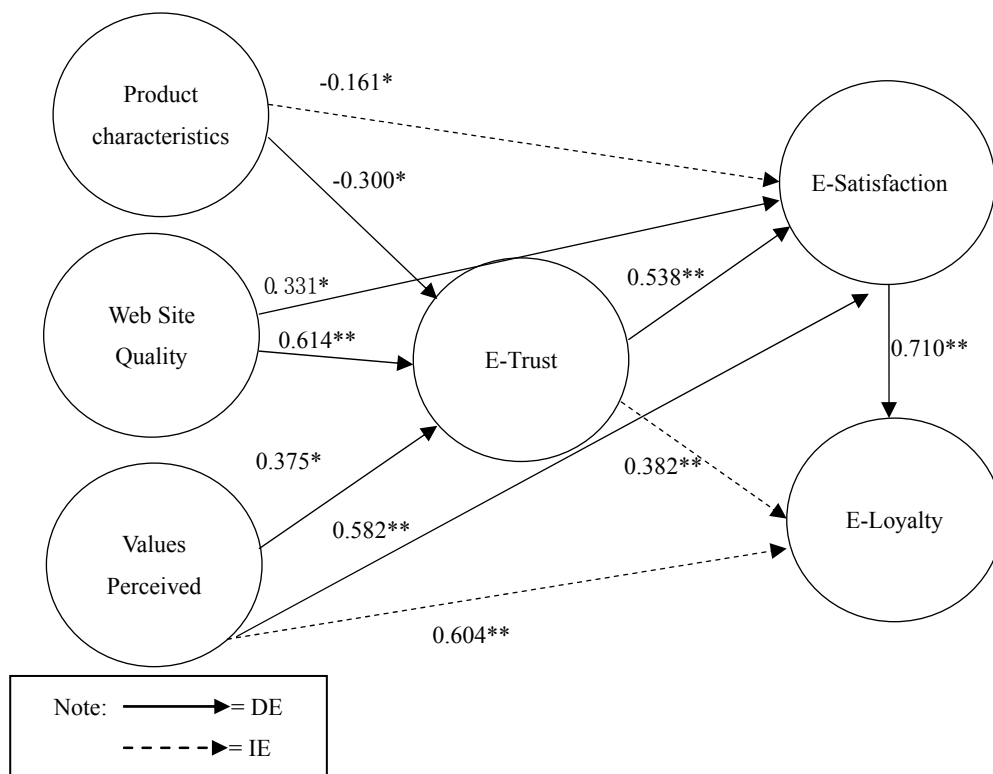 Product
characteristics
-0.161*
-0.300*
E-Satisfaction
Web Site
Quality
0.331*
0.614**
E-Trust
0.538**
0.710**
Values
Perceived
0.375*
0.582**
0.382**
E-Loyalty
0.604**
Note: = DE
= IE